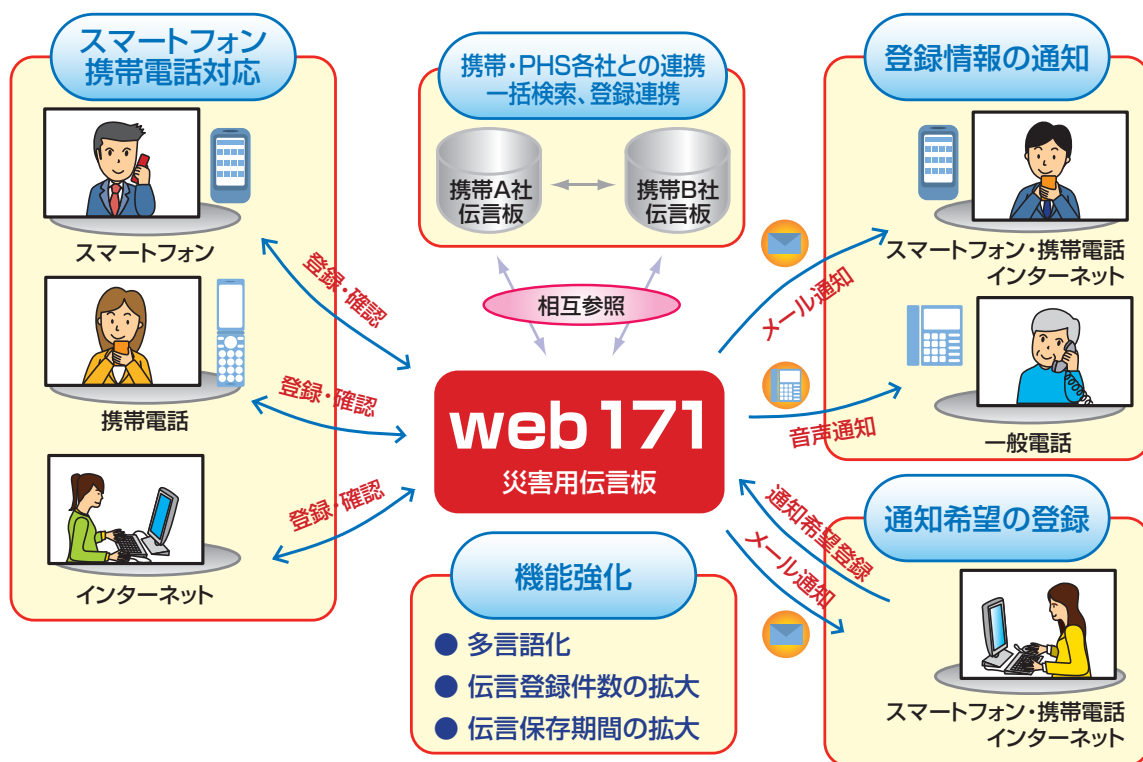 スマートフォン
携帯電話対応
スマートフォン
携帯電話
インターネット
登録・確認
登録・確認
登録・確認
携帯・PHS各社との連携
一括検索、登録連携
携帯A社
伝言板
携帯B社
伝言板
相互参照
web171
災害用伝言板
機能強化
● 多言語化
● 伝言登録件数の拡大
● 伝言保存期間の拡大
登録情報の通知
メール通知
スマートフォン・携帯電話
インターネット
音声通知
一般電話
通知希望の登録
通知希望登録
メール通知
スマートフォン・携帯電話
インターネット